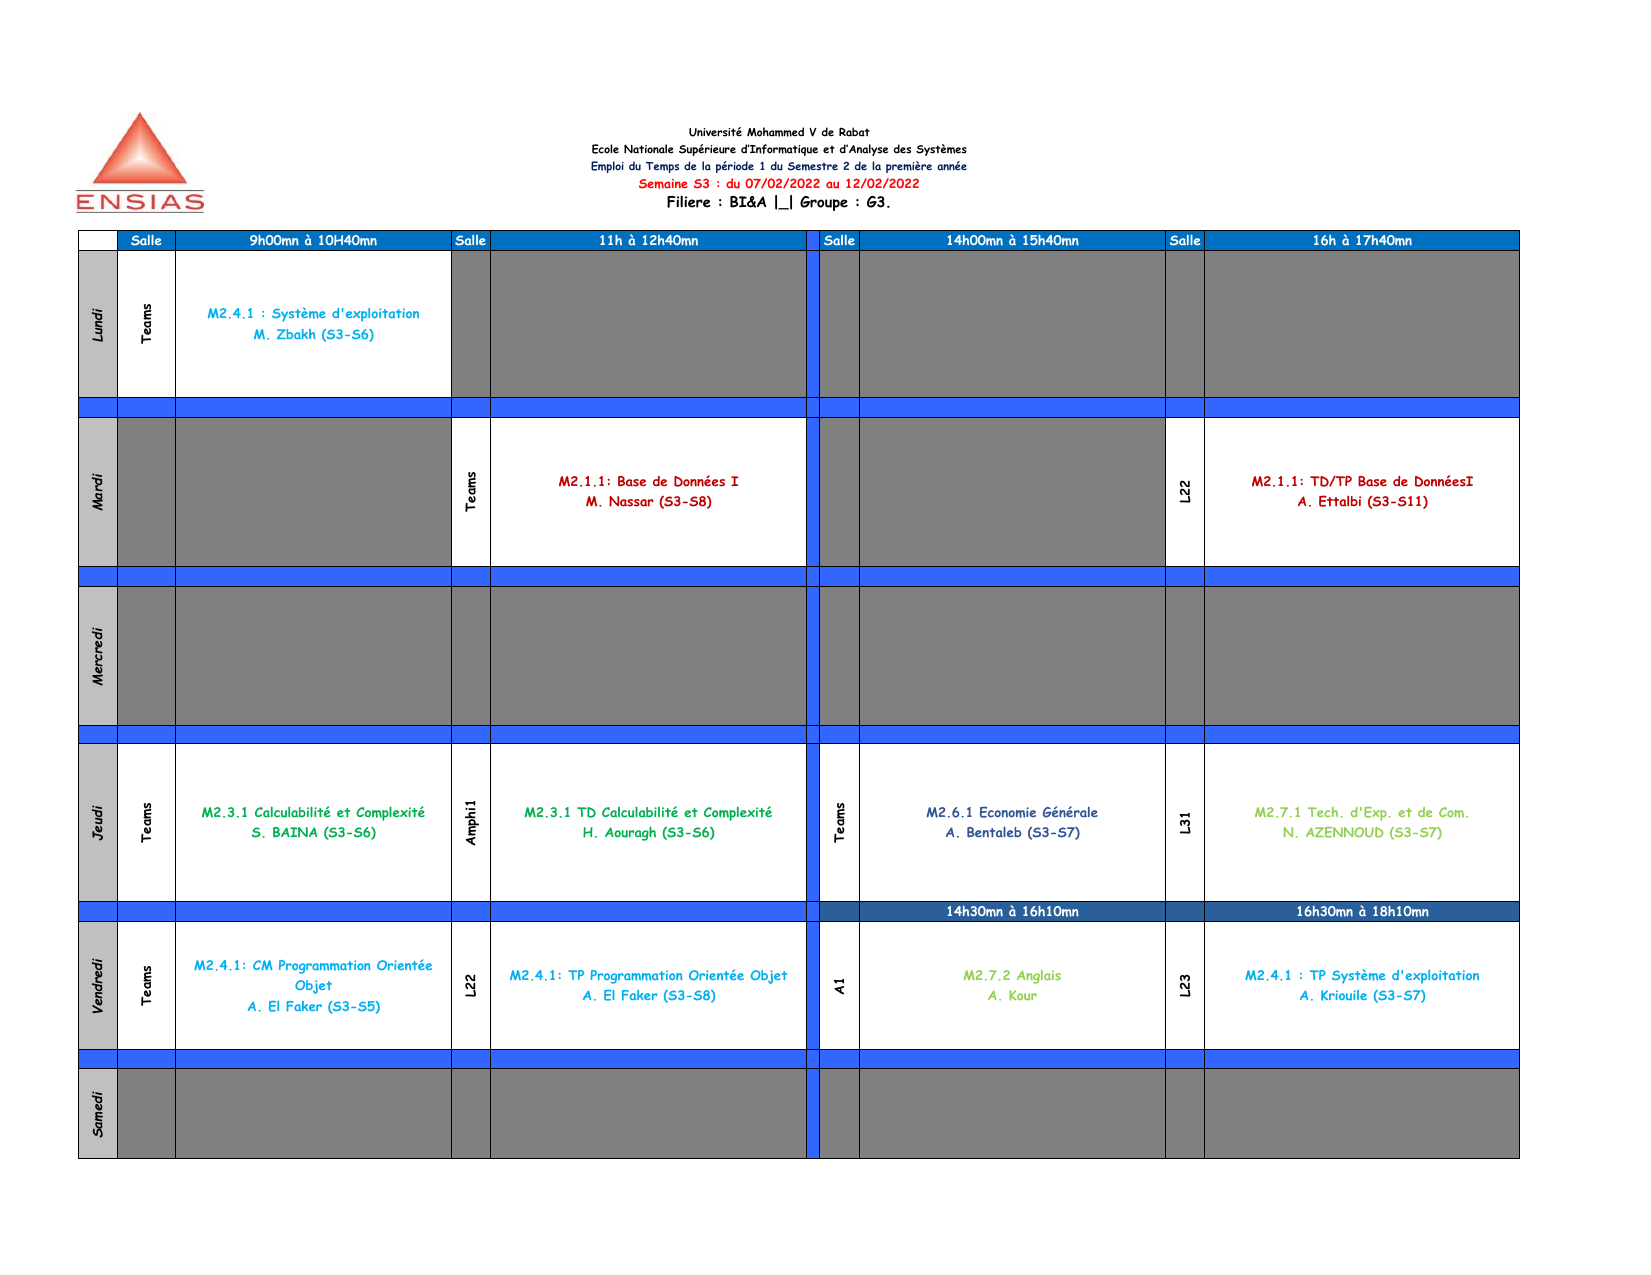 ENSIAS
Université Mohammed V de Rabat
Ecole Nationale Supérieure d'Informatique et d'Analyse des Systèmes
Emploi du Temps de la période 1 du Semestre 2 de la première année
Semaine S3 : du 07/02/2022 au 12/02/2022
Filiere : BI&A |_| Groupe : G3.
Salle 9h00mn à 10H40mn Salle 11h à 12h40mn Salle 14h00mn à 15h40mn Salle 16h à 17h40mn
Lundi
Teams
M2.4.1 : Système d'exploitation
M. Zbakh (S3-S6)
Mardi
Teams
M2.1.1: Base de Données I
M. Nassar (S3-S8)
L22
M2.1.1: TD/TP Base de DonnéesI
A. Ettalbi (S3-S11)
Mercredi
Jeudi
Teams
M2.3.1 Calculabilité et Complexité
S. BAINA (S3-S6)
Amphi1
M2.3.1 TD Calculabilité et Complexité
H. Aouragh (S3-S6)
Teams
M2.6.1 Economie Générale
A. Bentaleb (S3-S7)
L31
M2.7.1 Tech. d'Exp. et de Com.
N. AZENNOUD (S3-S7)
14h30mn à 16h10mn 16h30mn à 18h10mn
Vendredi
Teams
M2.4.1: CM Programmation Orientée
Objet
A. El Faker (S3-S5)
L22
M2.4.1: TP Programmation Orientée Objet
A. El Faker (S3-S8)
A1
M2.7.2 Anglais
A. Kour
L23
M2.4.1 : TP Système d'exploitation
A. Kriouile (S3-S7)
Samedi